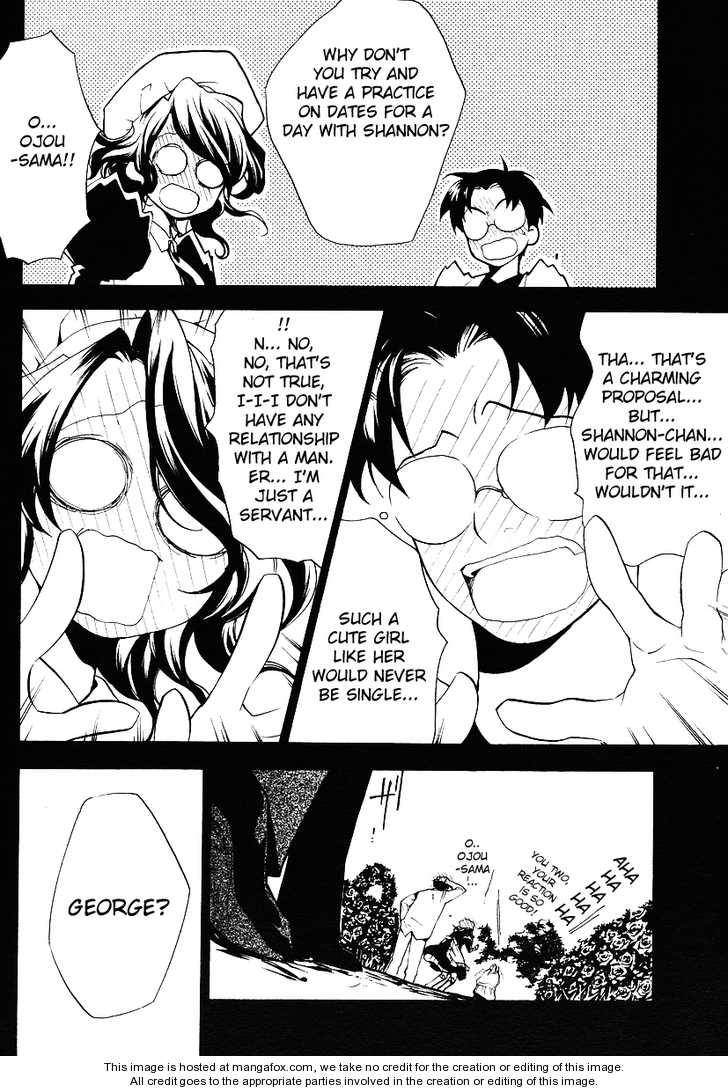 WHY DON'T
YOU TRY AND
HAVE A PRACTICE
ON DATES FOR A
DAY WITH SHANNON?
O...
OJOU
-SAMA!!
THA... THAT'S
A CHARMING
PROPOSAL...
BUT...
SHANNON-CHAN...
WOULD FEEL BAD
FOR THAT...
WOULDN'T IT...
SUCH A
CUTE GIRL
LIKE HER
WOULD NEVER
BE SINGLE...
!!
N... NO,
NO, THAT'S
NOT TRUE,
I-I-I DON'T
HAVE ANY
RELATIONSHIP
WITH A MAN.
ER... I'M
JUST A
SERVANT...
AHA
HA
HA
HA
HA
YOU TWO,
YOUR
REACTION
IS SO
GOOD!
O..
OJOU
-SAMA
...
GEORGE?
This image is hosted at mangafox.com, we take no credit for the creation or editing of this image.
All credit goes to the appropriate parties involved in the creation or editing of this image.